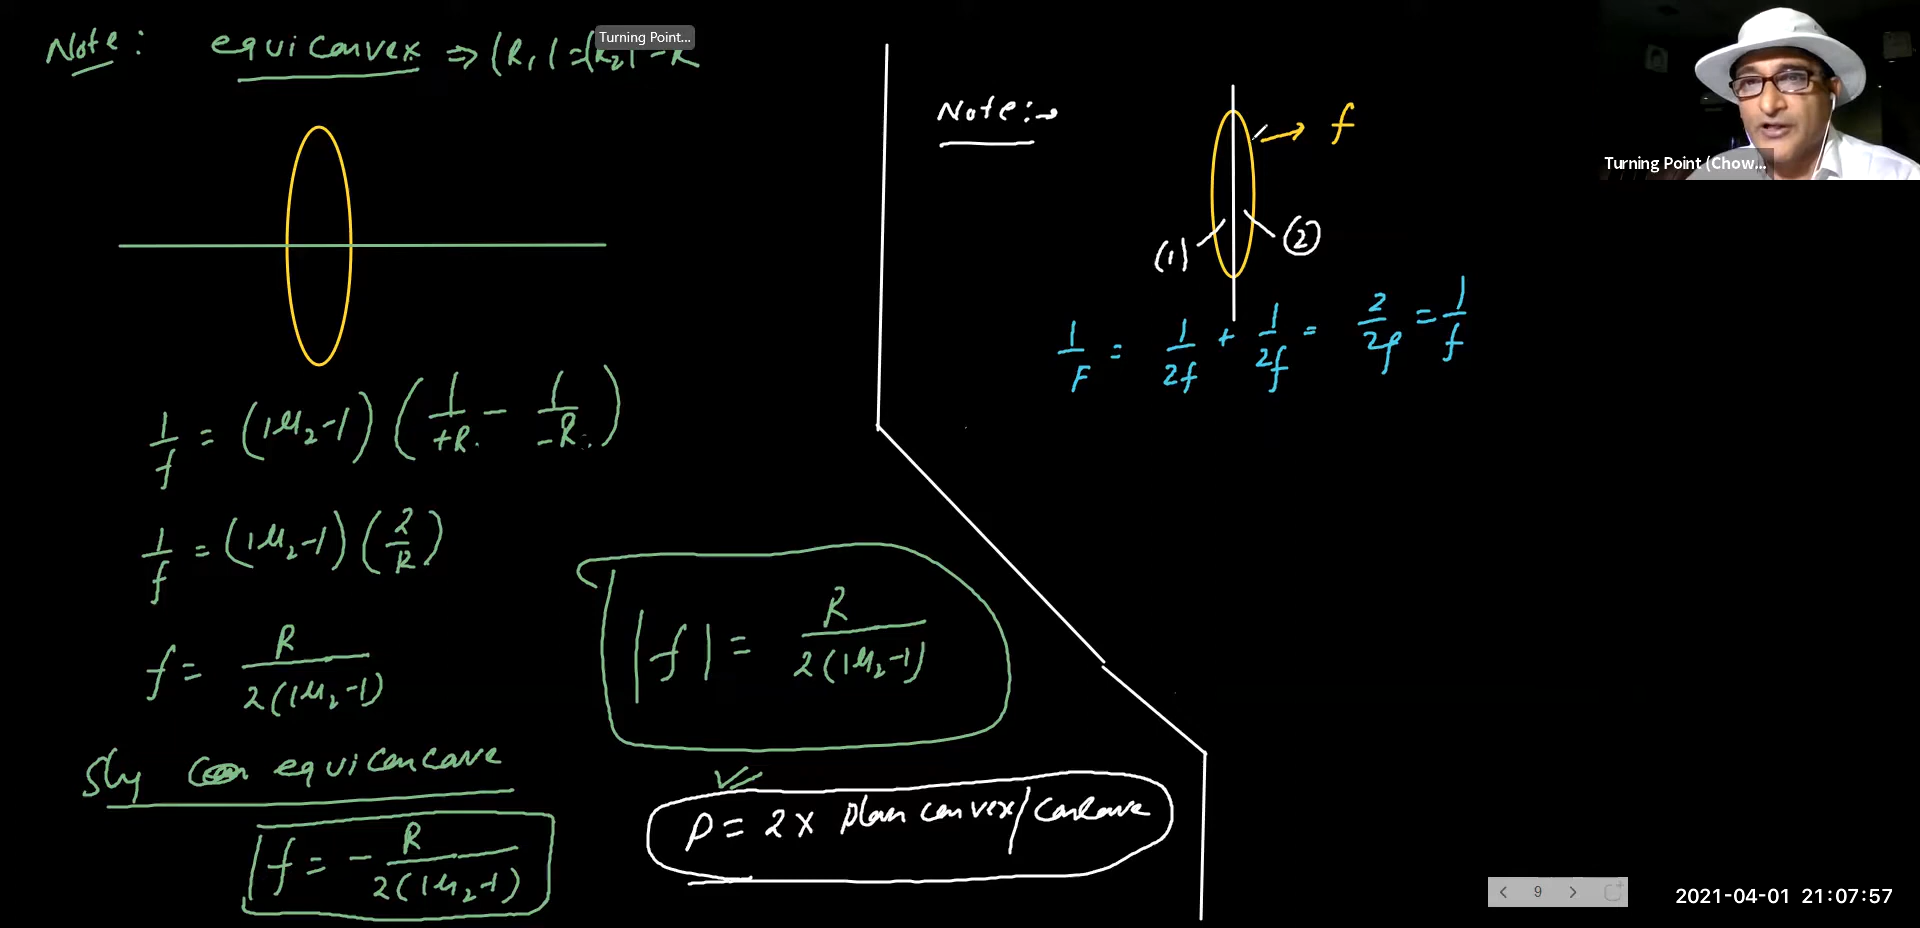 Note: equiconvex ⇒ |R₁| = |R₂| = R
Turning Point...
1/f = (₁μ₂-1) (1/+R - 1/-R)
1/f = (₁μ₂-1) (2/R)
f = R/2(₁μ₂-1)
Sly equiconcave
f = - R/2(₁μ₂-1)
|f| = R/2(₁μ₂-1)
P = 2 x plan convex/concave
Note:→
f
(1)
②
1/F = 1/2f + 1/2f = 2/2f = 1/f
Turning Point (Chow...
9
2021-04-01 21:07:57